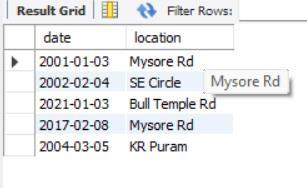 Result Grid Filter Rows:
date location
2001-01-03 Mysore Rd
2002-02-04 SE Circle Mysore Rd
2021-01-03 Bull Temple Rd
2017-02-08 Mysore Rd
2004-03-05 KR Puram